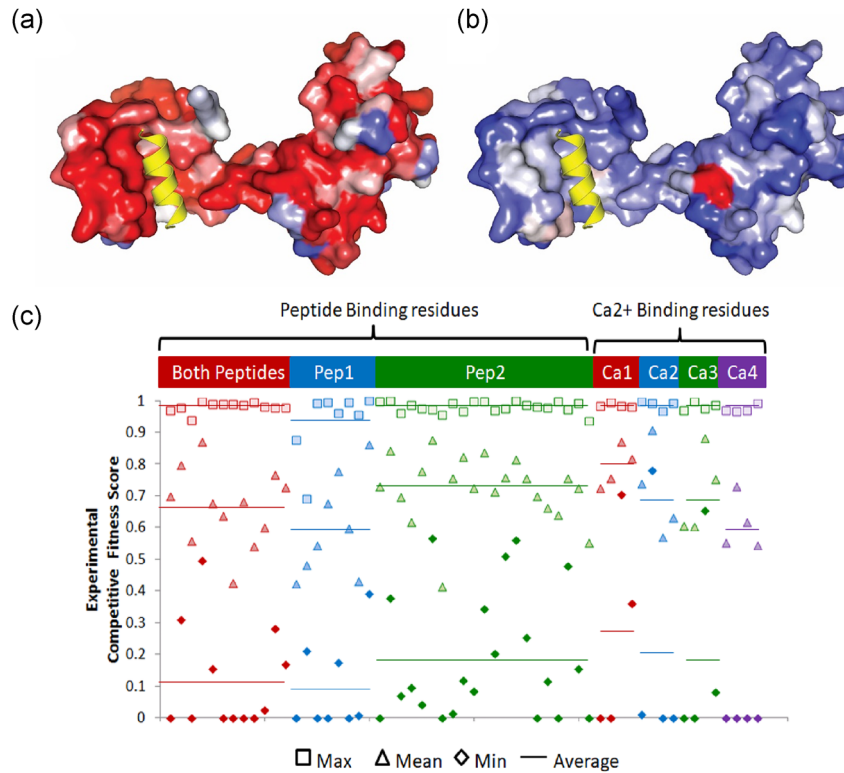 (a)
(b)
(c)
Peptide Binding residues
Ca2+ Binding residues
Both Peptides
Pep1
Pep2
Ca1
Ca2
Ca3
Ca4
Experimental
Competitive Fitness Score
1
0.9
0.8
0.7
0.6
0.5
0.4
0.3
0.2
0.1
0
Max
Mean
Min
Average